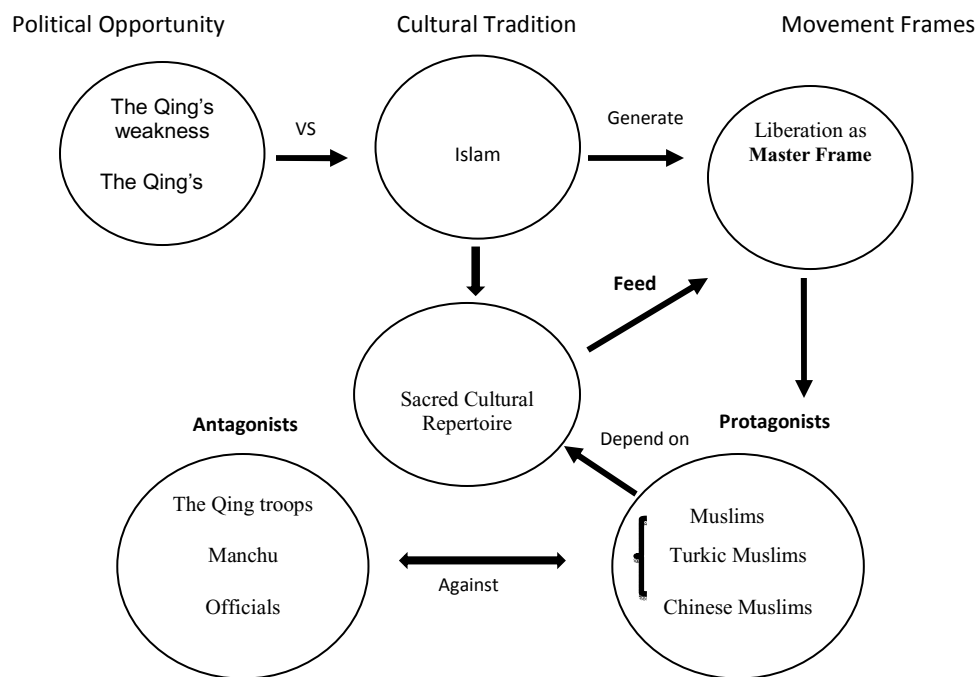 Political Opportunity
Cultural Tradition
Movement Frames
The Qing's
weakness
The Qing's
VS
Islam
Generate
Liberation as
Master Frame
Feed
Sacred Cultural
Repertoire
Antagonists
Depend on
Protagonists
The Qing troops
Manchu
Officials
Against
Muslims
Turkic Muslims
Chinese Muslims